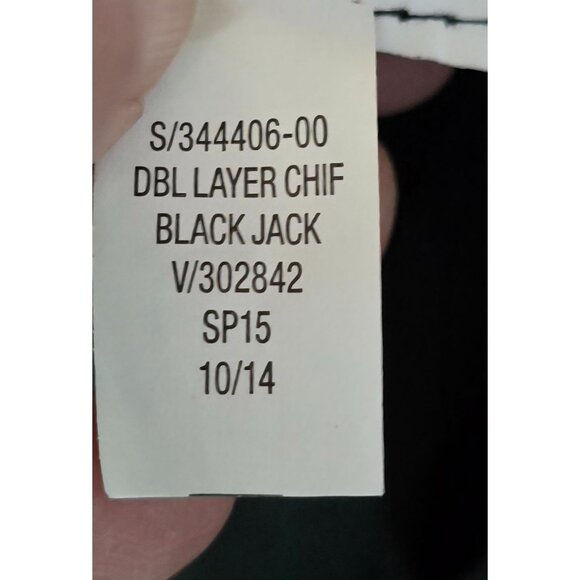 S/344406-00
DBL LAYER CHIF
BLACK JACK
V/302842
SP15
10/14